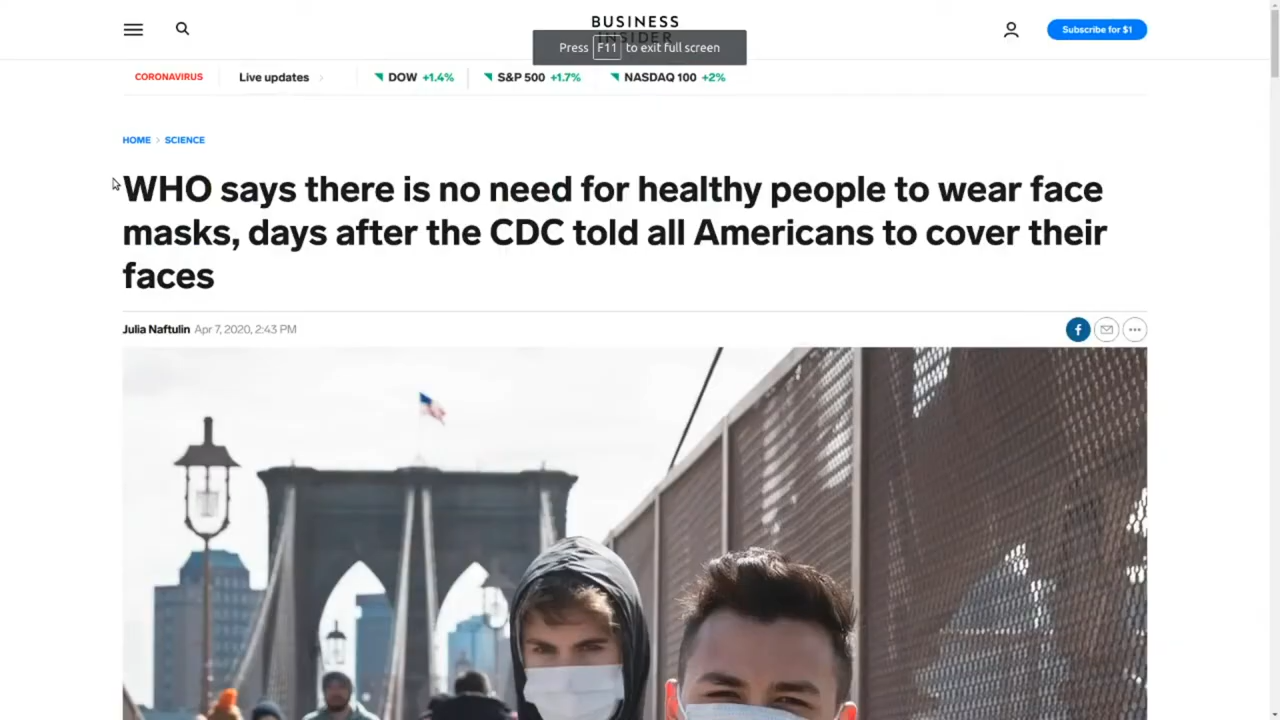 BUSINESS
INSIDER
Press F11 to exit full screen
Subscribe for $1
CORONAVIRUS Live updates DOW +1.4% S&P 500 +1.7% NASDAQ 100 +2%
HOME > SCIENCE
WHO says there is no need for healthy people to wear face
masks, days after the CDC told all Americans to cover their
faces
Julia Naftulin Apr 7, 2020, 2:43 PM